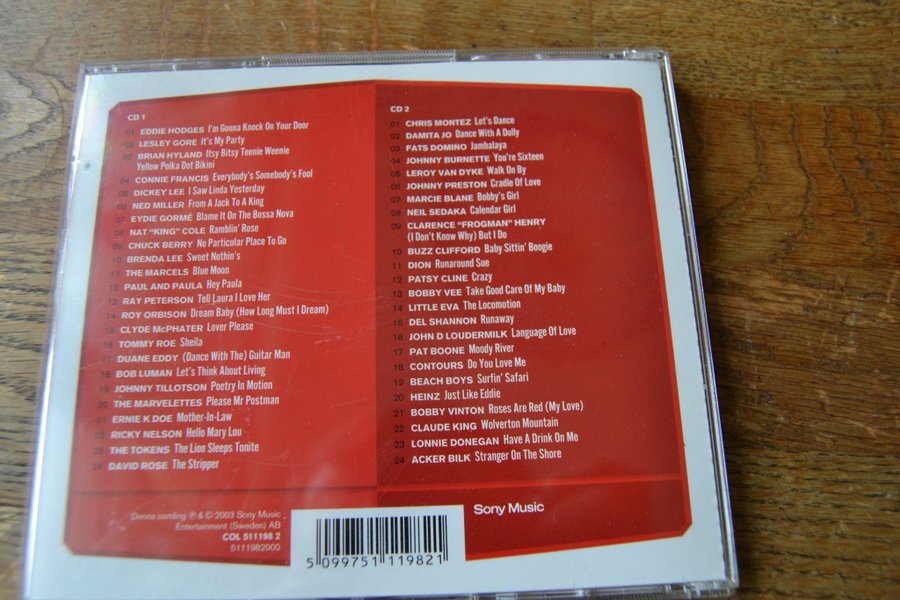 CD 1
01 EDDIE HODGES I'm Gonna Knock On Your Door
02 LESLEY GORE It's My Party
03 BRIAN HYLAND Itsy Bitsy Teenie Weenie
Yellow Polka Dot Bikini
04 CONNIE FRANCIS Everybody's Somebody's Fool
05 DICKEY LEE I Saw Linda Yesterday
06 NED MILLER From A Jack To A King
07 EYDIE GORMÉ Blame It On The Bossa Nova
08 NAT "KING" COLE Ramblin' Rose
09 CHUCK BERRY No Particular Place To Go
10 BRENDA LEE Sweet Nothin's
11 THE MARCELS Blue Moon
12 PAUL AND PAULA Hey Paula
13 RAY PETERSON Tell Laura I Love Her
14 ROY ORBISON Dream Baby (How Long Must I Dream)
15 CLYDE McPHATER Lover Please
16 TOMMY ROE Sheila
17 DUANE EDDY (Dance With The) Guitar Man
18 BOB LUMAN Let's Think About Living
19 JOHNNY TILLOTSON Poetry In Motion
20 THE MARVELETTES Please Mr Postman
21 ERNIE K DOE Mother-In-Law
22 RICKY NELSON Hello Mary Lou
23 THE TOKENS The Lion Sleeps Tonite
24 DAVID ROSE The Stripper
CD 2
01 CHRIS MONTEZ Let's Dance
02 DAMITA JO Dance With A Dolly
03 FATS DOMINO Jambalaya
04 JOHNNY BURNETTE You're Sixteen
05 LEROY VAN DYKE Walk On By
06 JOHNNY PRESTON Cradle Of Love
07 MARCIE BLANE Bobby's Girl
08 NEIL SEDAKA Calendar Girl
09 CLARENCE "FROGMAN" HENRY
(I Don't Know Why) But I Do
10 BUZZ CLIFFORD Baby Sittin' Boogie
11 DION Runaround Sue
12 PATSY CLINE Crazy
13 BOBBY VEE Take Good Care Of My Baby
14 LITTLE EVA The Locomotion
15 DEL SHANNON Runaway
16 JOHN D LOUDERMILK Language Of Love
17 PAT BOONE Moody River
18 CONTOURS Do You Love Me
19 BEACH BOYS Surfin' Safari
20 HEINZ Just Like Eddie
21 BOBBY VINTON Roses Are Red (My Love)
22 CLAUDE KING Wolverton Mountain
23 LONNIE DONEGAN Have A Drink On Me
24 ACKER BILK Stranger On The Shore
Denna samling ℗ & © 2003 Sony Music
Entertainment (Sweden) AB
COL 511198 2
5111982000
5 099751 119821
Sony Music